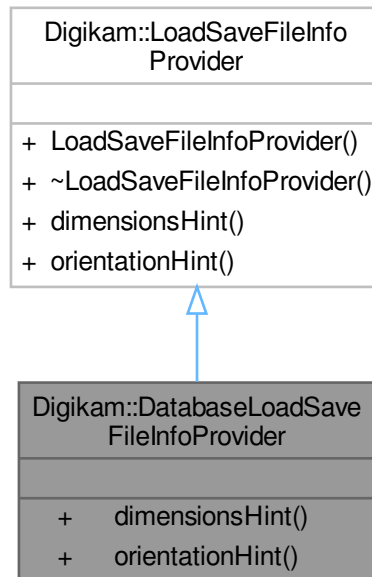 Digikam::LoadSaveFileInfo
Provider
+ LoadSaveFileInfoProvider()
+ ~LoadSaveFileInfoProvider()
+ dimensionsHint()
+ orientationHint()
Digikam::DatabaseLoadSave
FileInfoProvider
+ dimensionsHint()
+ orientationHint()